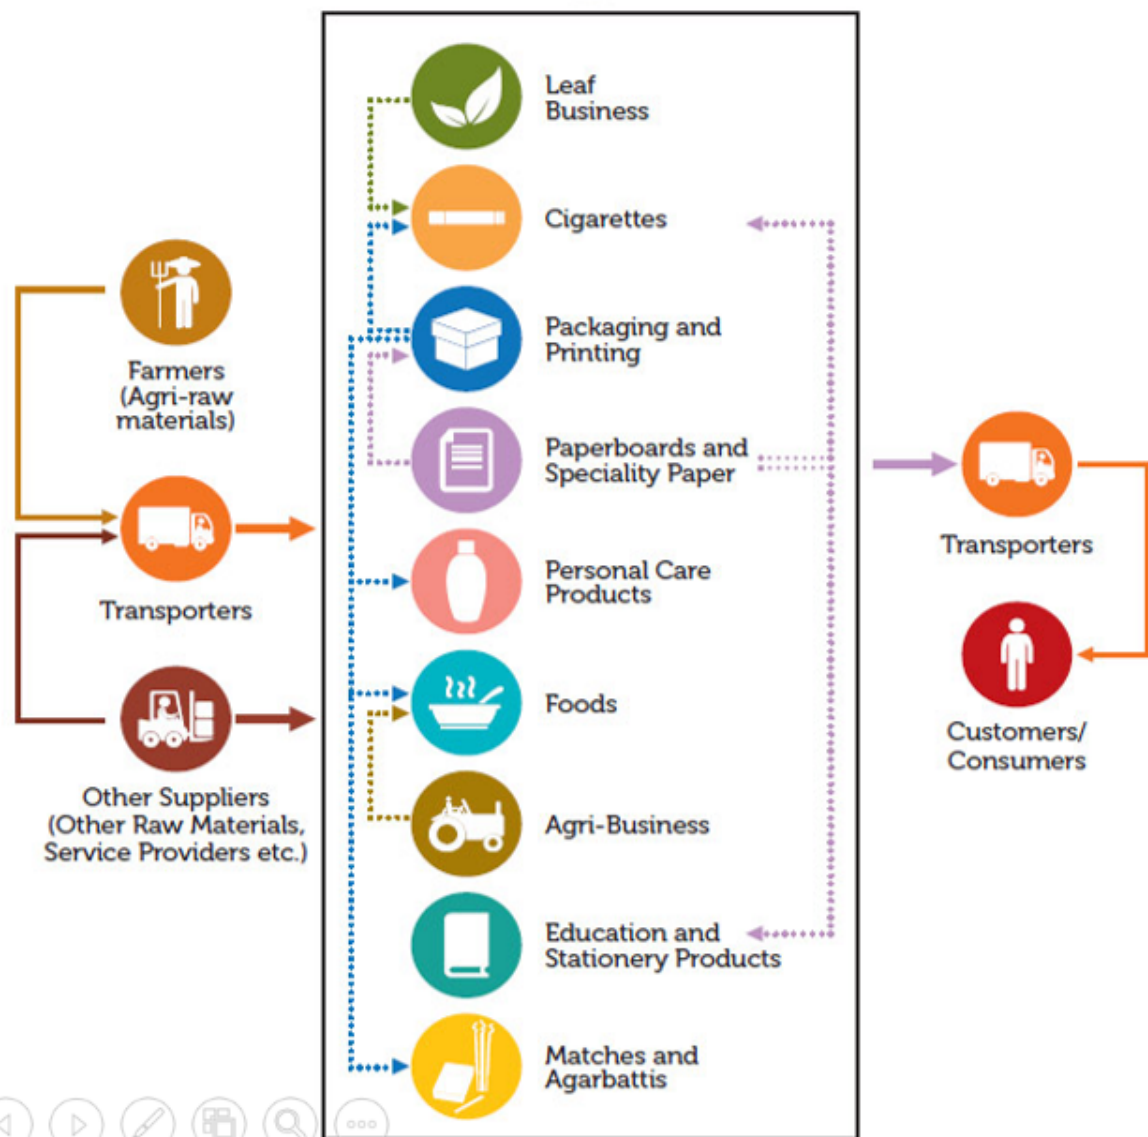 Farmers
(Agri-raw
materials)
Transporters
Other Suppliers
(Other Raw Materials,
Service Providers etc.)
Leaf
Business
Cigarettes
Packaging and
Printing
Paperboards and
Speciality Paper
Personal Care
Products
Foods
Agri-Business
Education and
Stationery Products
Matches and
Agarbattis
Transporters
Customers/
Consumers